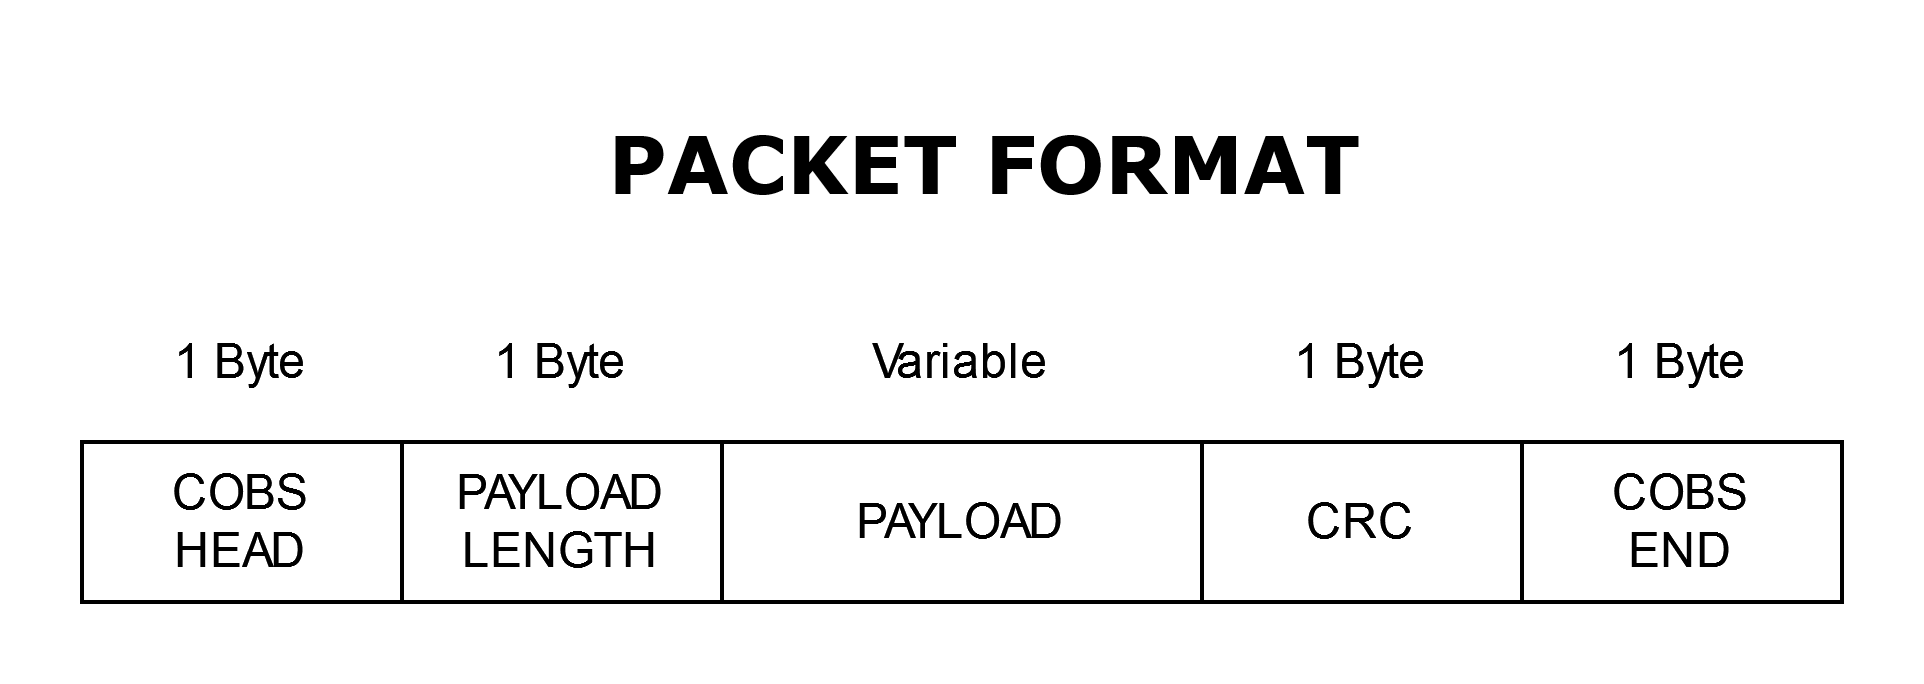 PACKET FORMAT
1 Byte 1 Byte Variable 1 Byte 1 Byte
COBS HEAD
PAYLOAD LENGTH
PAYLOAD
CRC
COBS END